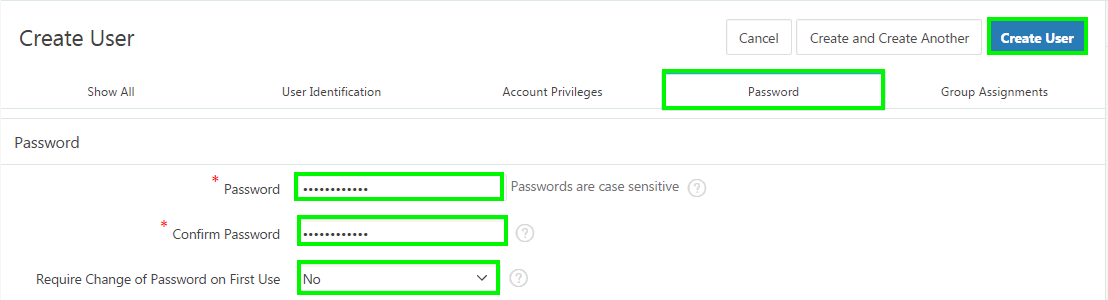 Create User
Cancel
Create and Create Another
Create User
Show All
User Identification
Account Privileges
Password
Group Assignments
Password
* Password •••••••••••• Passwords are case sensitive ?
* Confirm Password •••••••••••• ?
Require Change of Password on First Use No ?